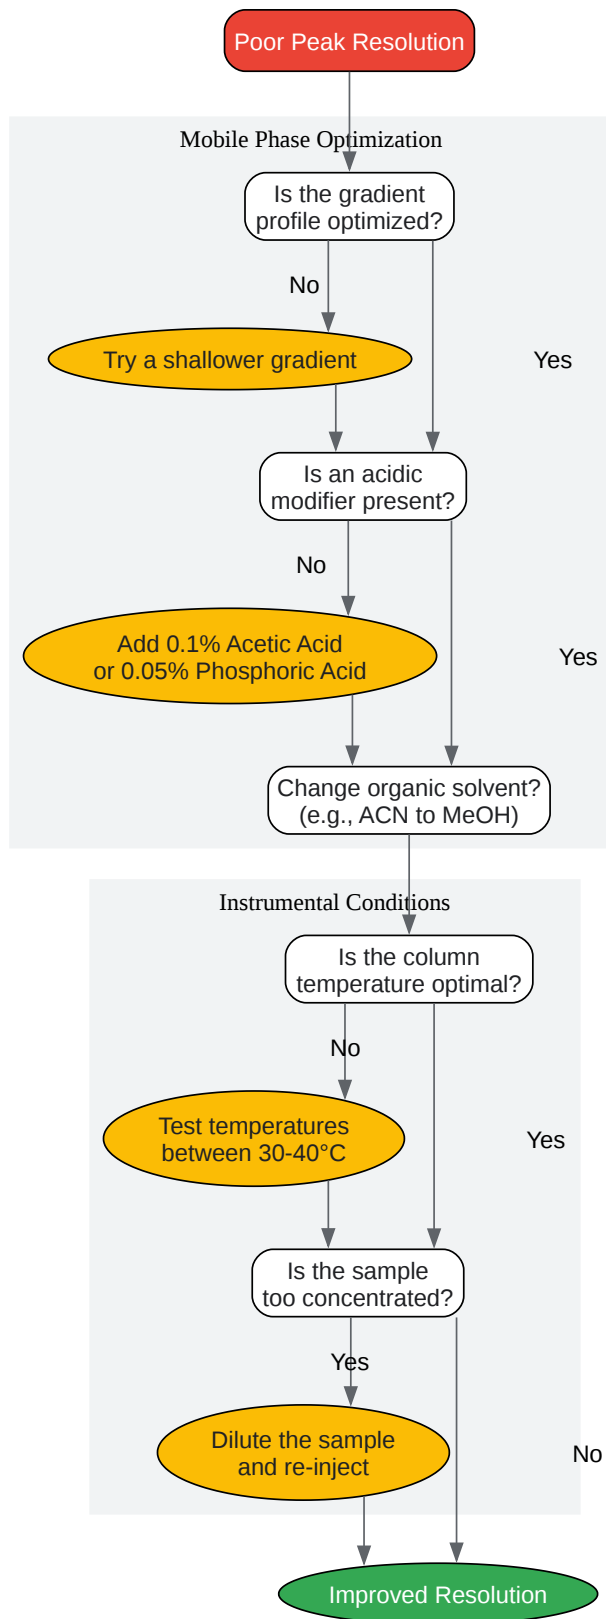 Poor Peak Resolution
Mobile Phase Optimization
Is the gradient
profile optimized?
No
Try a shallower gradient
Yes
Is an acidic
modifier present?
No
Add 0.1% Acetic Acid
or 0.05% Phosphoric Acid
Yes
Change organic solvent?
(e.g., ACN to MeOH)
Instrumental Conditions
Is the column
temperature optimal?
No
Test temperatures
between 30-40°C
Yes
Is the sample
too concentrated?
Yes
Dilute the sample
and re-inject
No
Improved Resolution